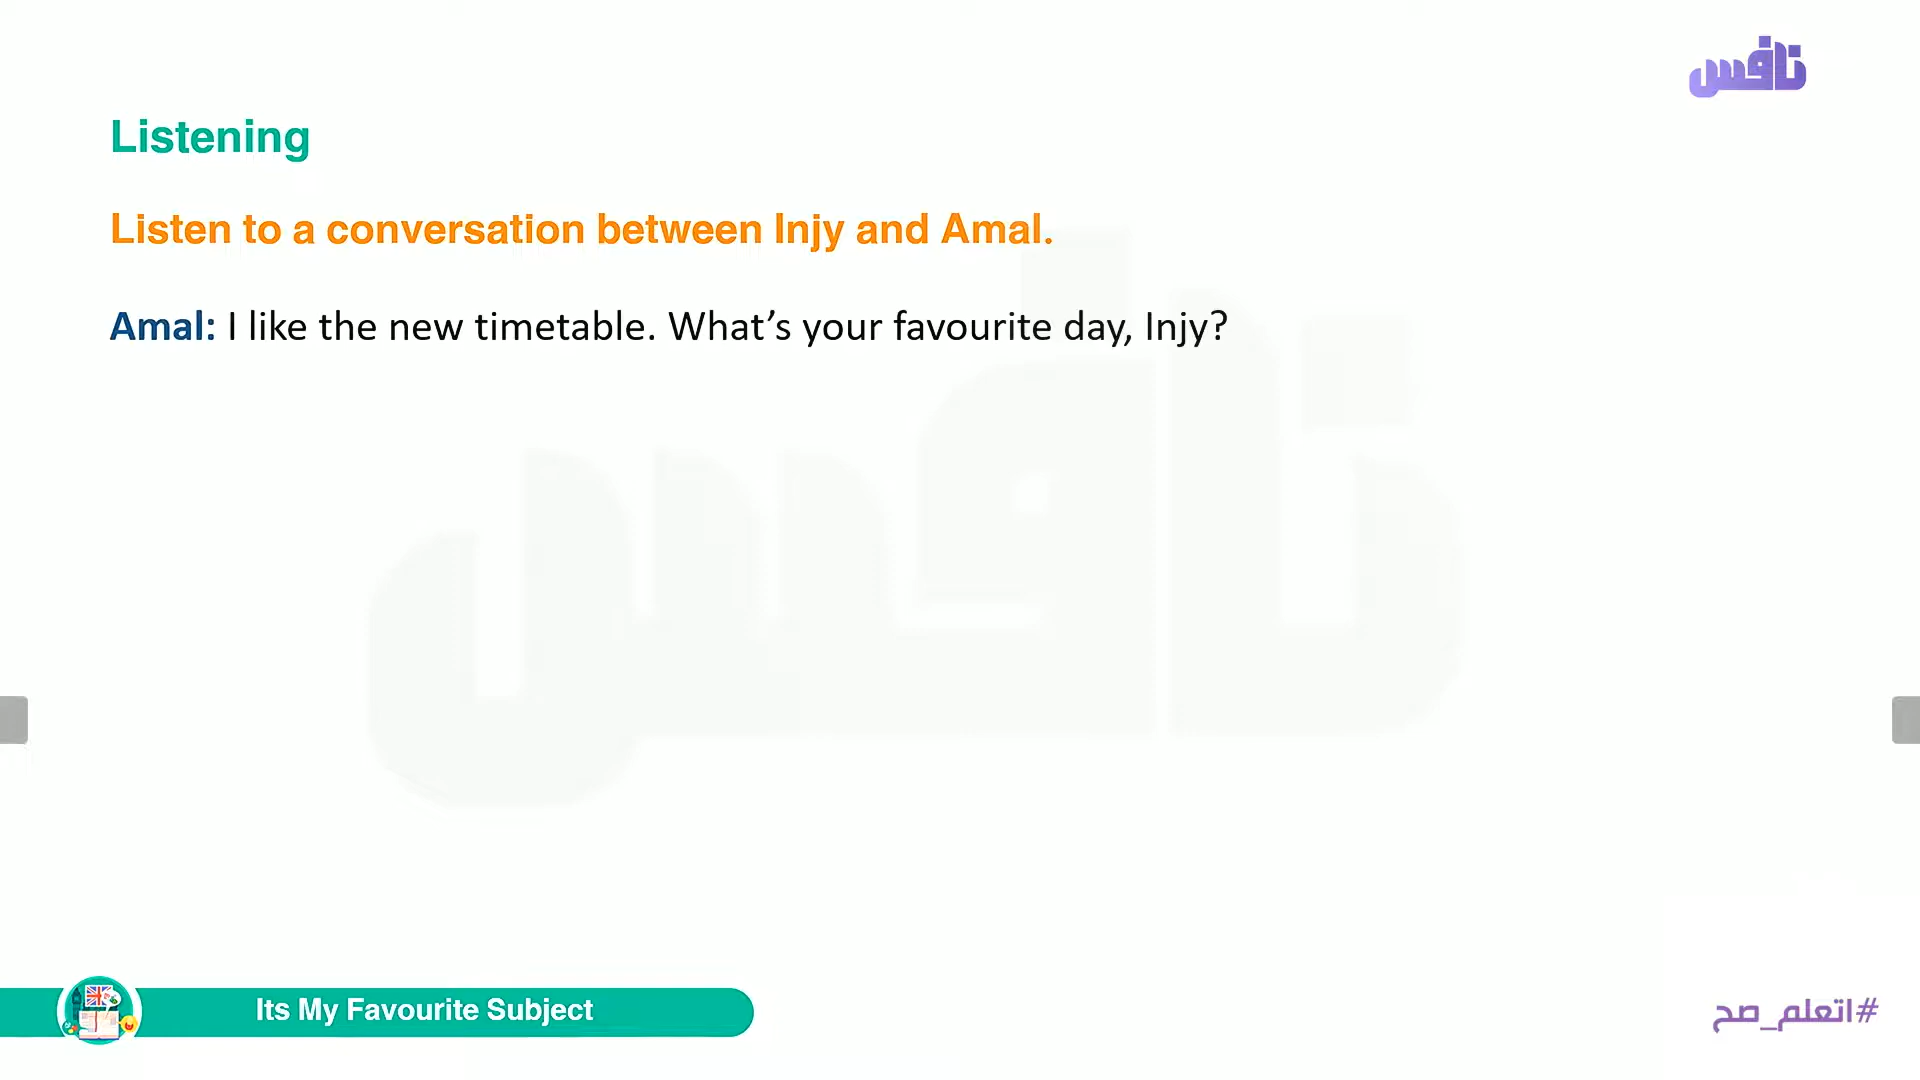 نافس
Listening
Listen to a conversation between Injy and Amal.
Amal: I like the new timetable. What’s your favourite day, Injy?
نافس
Its My Favourite Subject
#اتعلم_صح